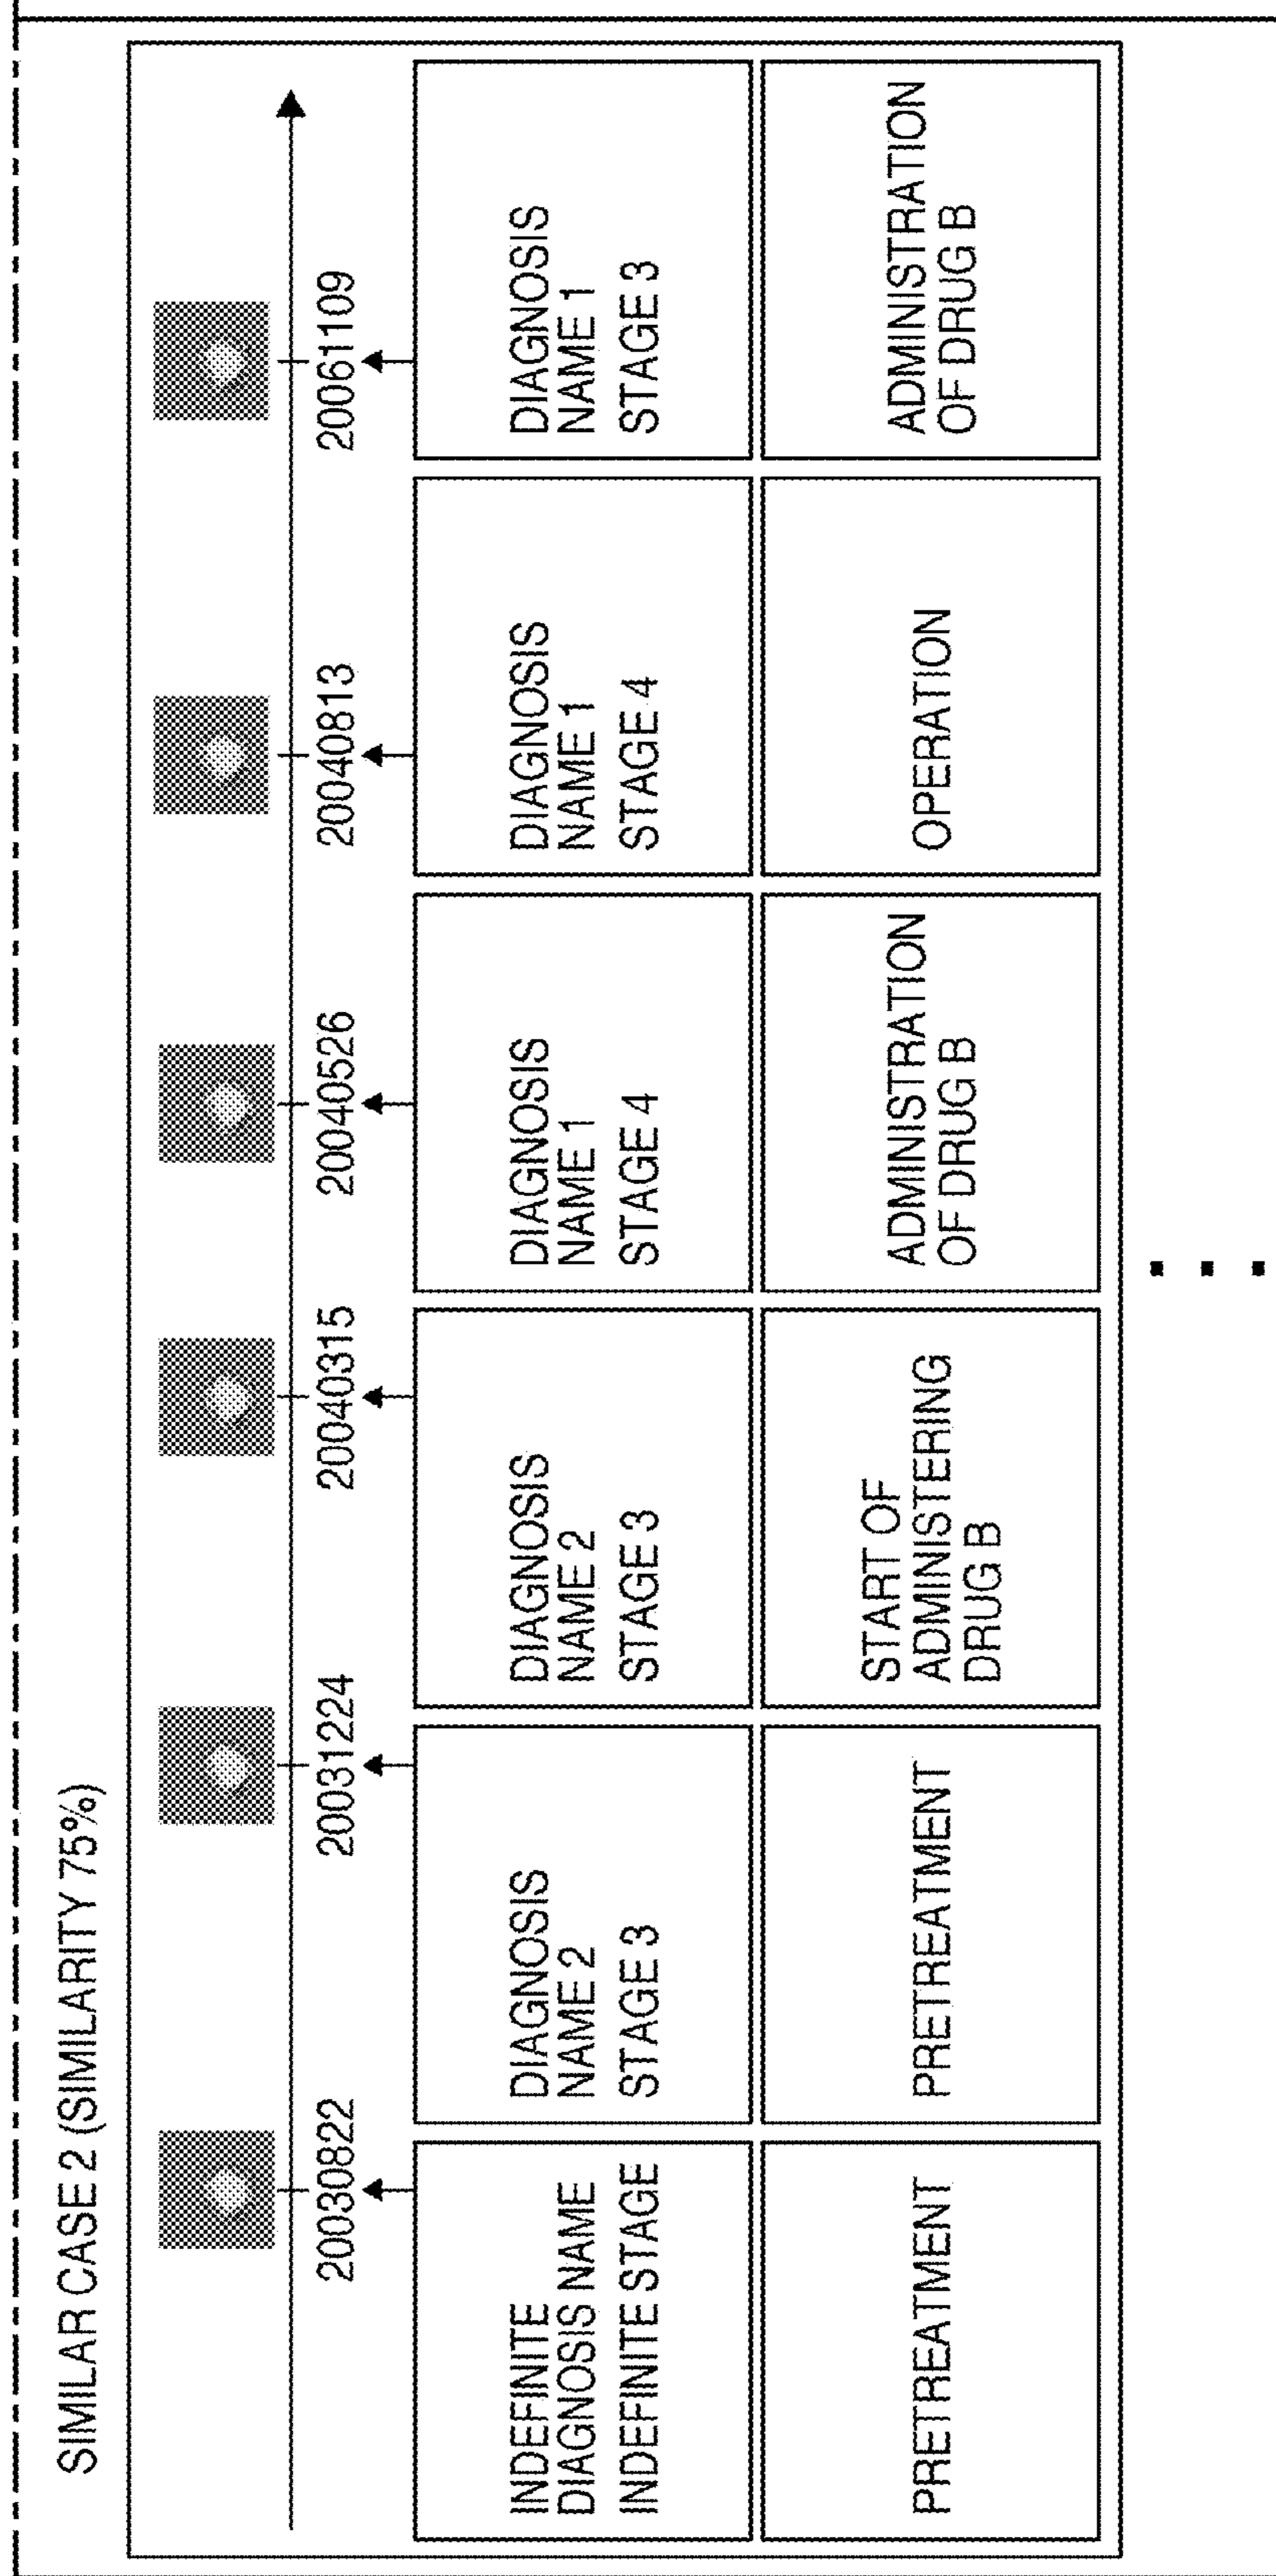 SIMILAR CASE 2 (SIMILARITY 75%)
20030822
20031224
20040315
20040526
20040813
20061109
INDEFINITE
DIAGNOSIS NAME
INDEFINITE STAGE
DIAGNOSIS
NAME 2
STAGE 3
DIAGNOSIS
NAME 2
STAGE 3
DIAGNOSIS
NAME 1
STAGE 4
DIAGNOSIS
NAME 1
STAGE 4
DIAGNOSIS
NAME 1
STAGE 3
PRETREATMENT
PRETREATMENT
START OF
ADMINISTERING
DRUG B
ADMINISTRATION
OF DRUG B
OPERATION
ADMINISTRATION
OF DRUG B